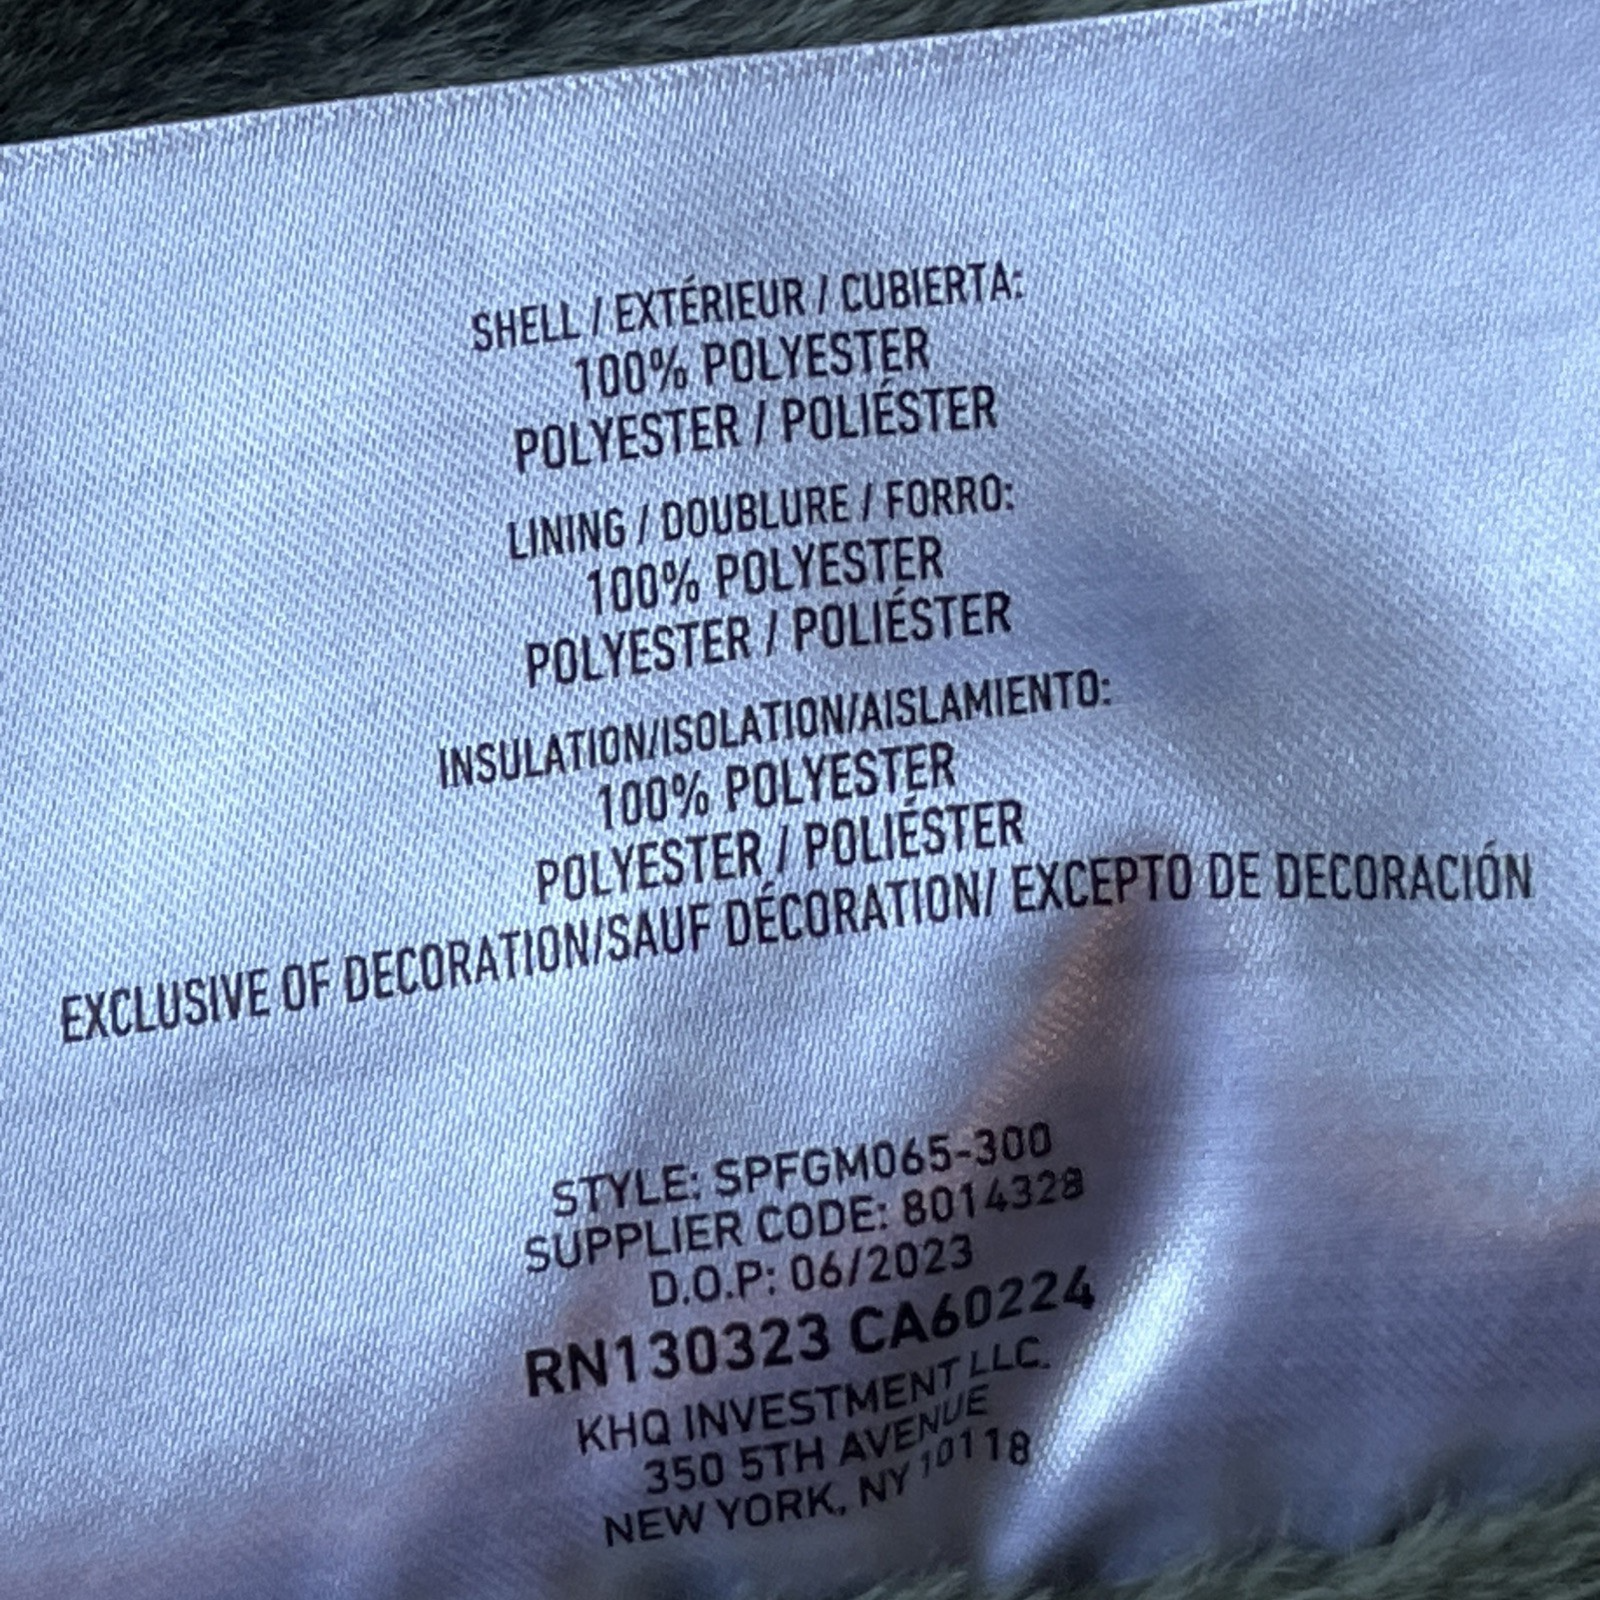 SHELL / EXTÉRIEUR / CUBIERTA:
100% POLYESTER
POLYESTER / POLIÉSTER
LINING / DOUBLURE / FORRO:
100% POLYESTER
POLYESTER / POLIÉSTER
INSULATION/ISOLATION/AISLAMIENTO:
100% POLYESTER
POLYESTER / POLIÉSTER
EXCLUSIVE OF DECORATION/SAUF DÉCORATION/ EXCEPTO DE DECORACIÓN
STYLE: SPFGM065-300
SUPPLIER CODE: 8014328
D.O.P: 06/2023
RN130323 CA60224
KHQ INVESTMENT LLC.
350 5TH AVENUE
NEW YORK, NY 10118